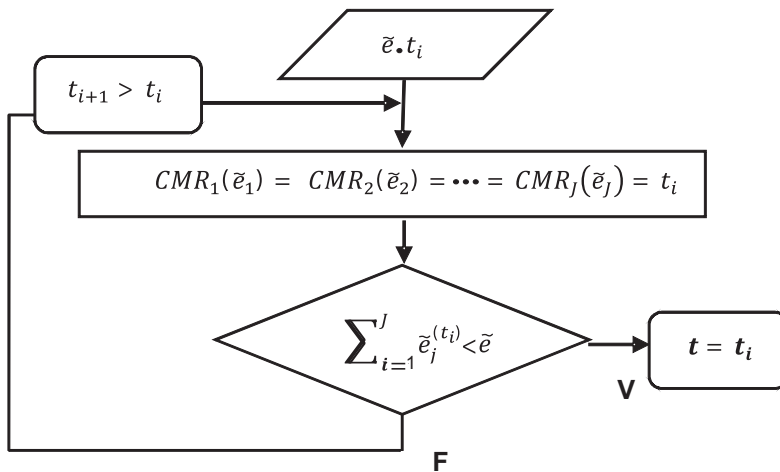 ẽ.tᵢ
tᵢ₊₁ > tᵢ
CMR₁(ẽ₁) = CMR₂(ẽ₂) = ••• = CMR_J(ẽ_J) = tᵢ
∑ᵢ₌₁ᴶ ẽⱼ⁽ᵗⁱ⁾ < ẽ
t = tᵢ
V
F